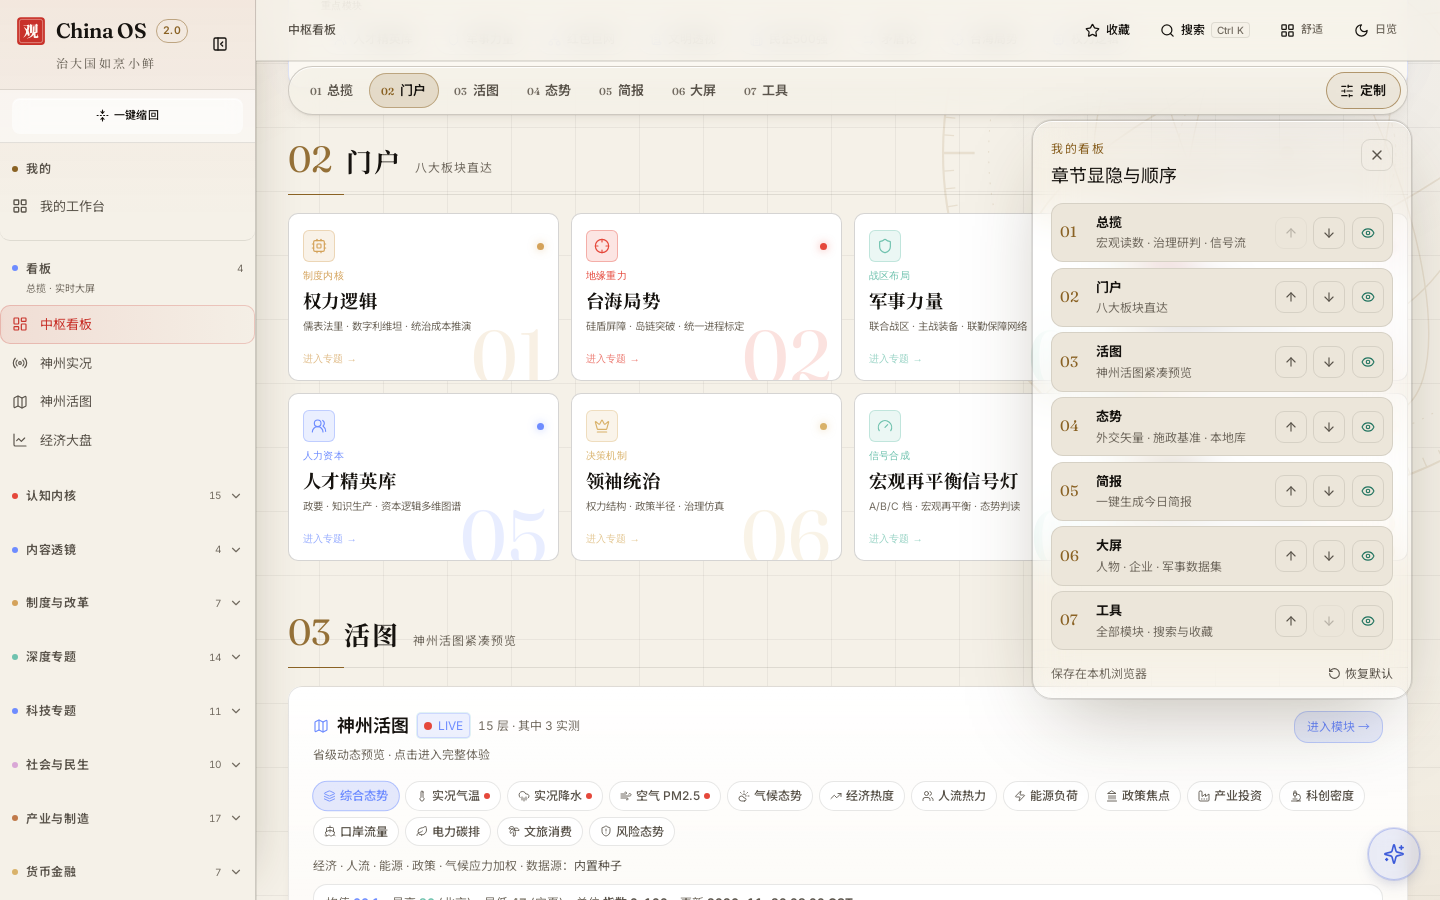 观 China OS 2.0
治大国如烹小鲜
一键缩回
我的
我的工作台
看板 4
总揽 · 实时大屏
中枢看板
神州实况
神州活图
经济大盘
认知内核 15
内容透镜 4
制度与改革 7
深度专题 14
科技专题 11
社会与民生 10
产业与制造 17
货币金融 7
中枢看板
收藏 搜索 Ctrl K 舒适 日览
01 总揽 02 门户 03 活图 04 态势 05 简报 06 大屏 07 工具 定制
02 门户 八大板块直达
制度内核
权力逻辑
儒表法里 · 数字利维坦 · 统治成本推演
进入专题 →
01
地缘重力
台海局势
硅盾屏障 · 岛链突破 · 统一进程标定
进入专题 →
02
战区布局
军事力量
联合战区 · 主战装备 · 联勤保障网络
进入专题 →
人力资本
人才精英库
政要 · 知识生产 · 资本逻辑多维图谱
进入专题 →
05
决策机制
领袖统治
权力结构 · 政策半径 · 治理仿真
进入专题 →
06
信号合成
宏观再平衡信号灯
A/B/C 档 · 宏观再平衡 · 态势判读
进入专题 →
我的看板
章节显隐与顺序
01 总揽
宏观读数 · 治理研判 · 信号流
02 门户
八大板块直达
03 活图
神州活图紧凑预览
04 态势
外交矢量 · 施政基准 · 本地库
05 简报
一键生成今日简报
06 大屏
人物 · 企业 · 军事数据集
07 工具
全部模块 · 搜索与收藏
保存在本机浏览器 恢复默认
03 活图 神州活图紧凑预览
神州活图 LIVE 15 层 · 其中 3 实测
进入模块 →
省级动态预览 · 点击进入完整体验
综合态势 实况气温 实况降水 空气 PM2.5 气候态势 经济热度 人流热力 能源负荷 政策焦点 产业投资 科创密度
口岸流量 电力碳排 文旅消费 风险态势
经济 · 人流 · 能源 · 政策 · 气候应力加权 · 数据源：内置种子